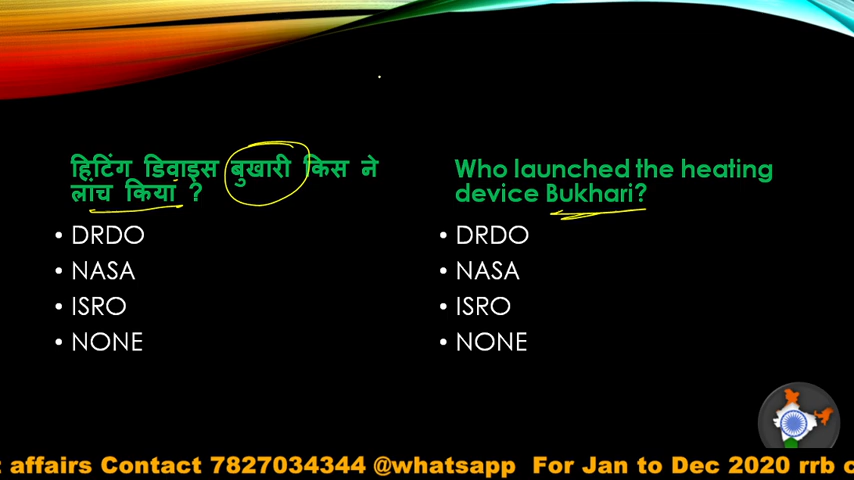 हिटिंग डिवाइस बुखारी किस ने
लांच किया ?
• DRDO
• NASA
• ISRO
• NONE
Who launched the heating
device Bukhari?
• DRDO
• NASA
• ISRO
• NONE
affairs Contact 7827034344 @whatsapp For Jan to Dec 2020 rrb